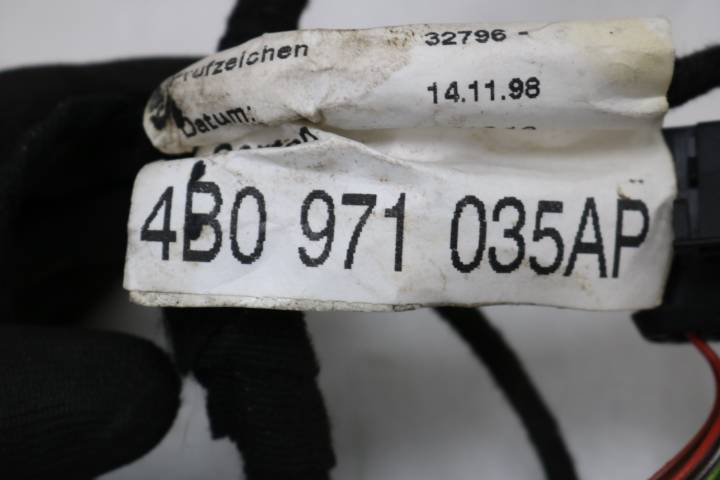 Prüfzeichen 32796 -
Datum: 14.11.98
4B0 971 035AP